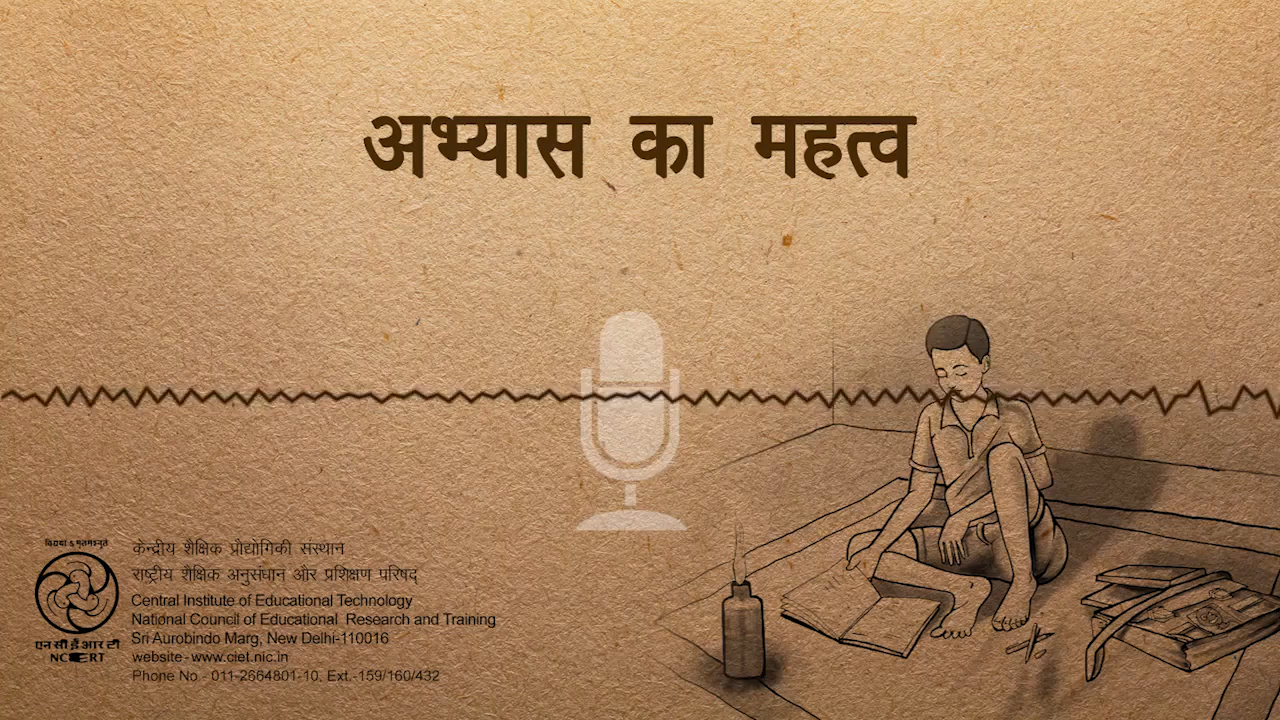 अभ्यास का महत्व
केन्द्रीय शैक्षिक प्रौद्योगिकी संस्थान
राष्ट्रीय शैक्षिक अनुसंधान और प्रशिक्षण परिषद्
Central Institute of Educational Technology
National Council of Educational Research and Training
Sri Aurobindo Marg, New Delhi-110016
website - www.ciet.nic.in
Phone No.- 011-2664801-10, Ext.-159/160/432
एन सी ई आर टी
NCERT